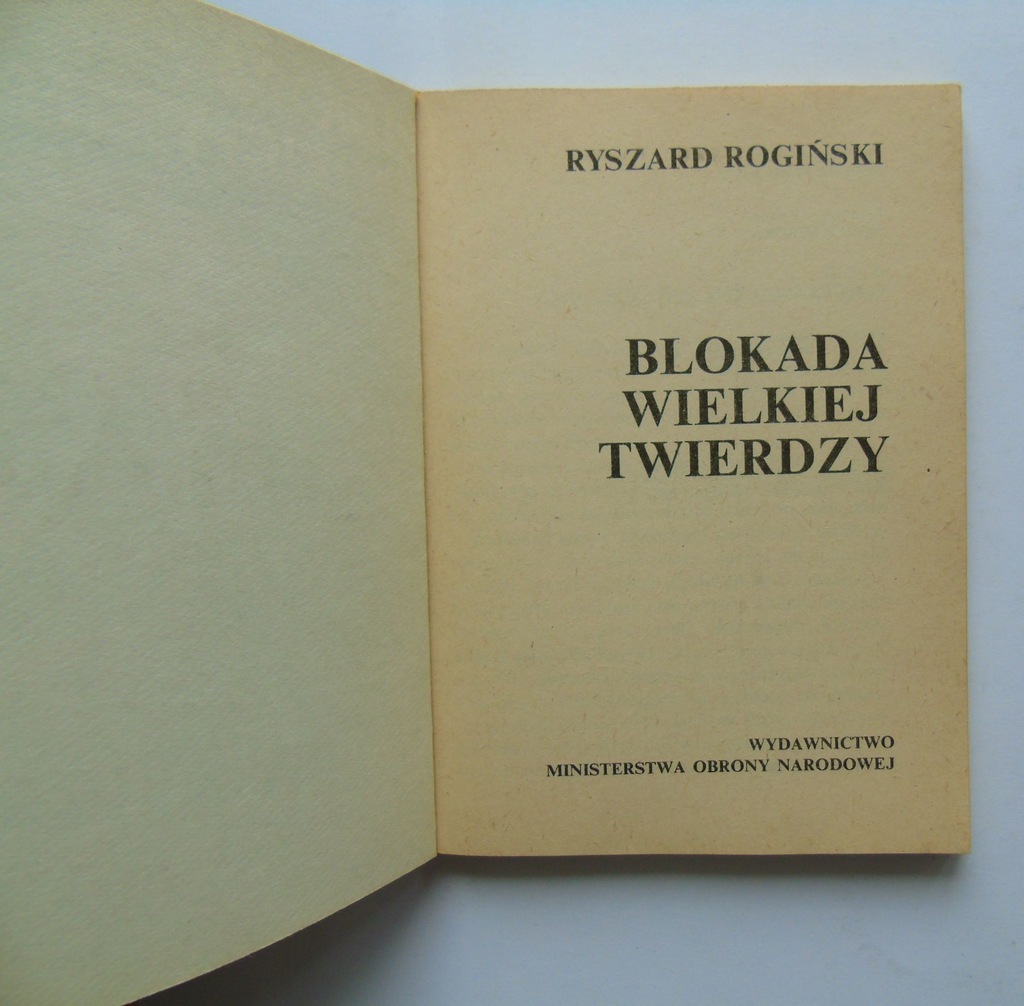 RYSZARD ROGIŃSKI
BLOKADA
WIELKIEJ
TWIERDZY
WYDAWNICTWO
MINISTERSTWA OBRONY NARODOWEJ